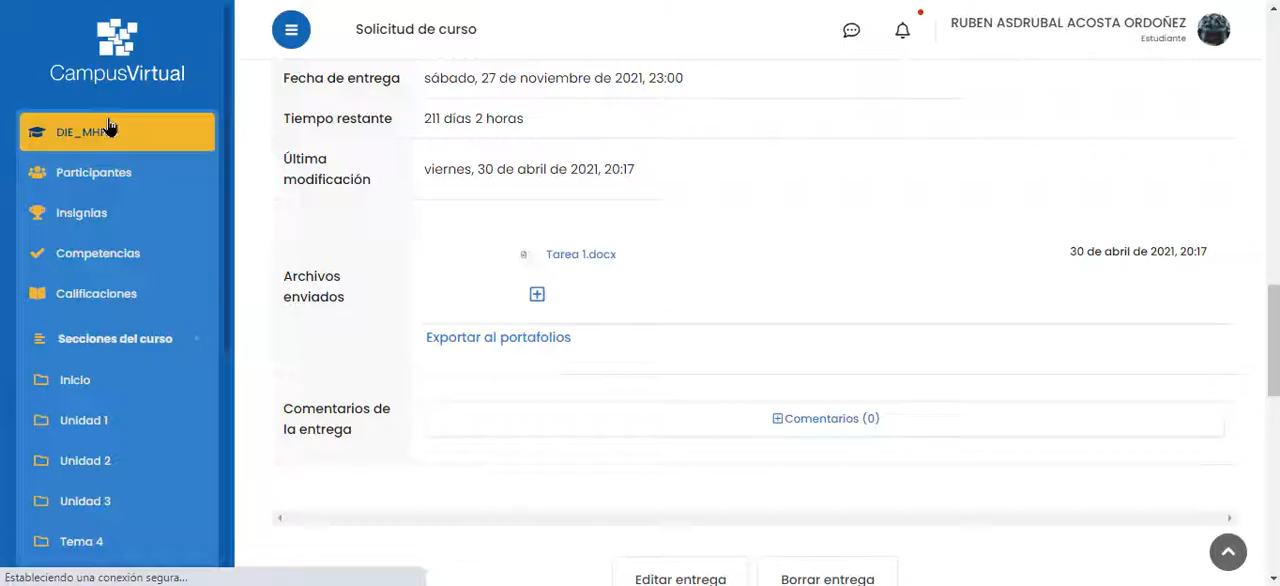 CampusVirtual
DIE_MH
Participantes
Insignias
Competencias
Calificaciones
Secciones del curso
Inicio
Unidad 1
Unidad 2
Unidad 3
Tema 4
Estableciendo una conexión segura...
Solicitud de curso
RUBEN ASDRUBAL ACOSTA ORDOÑEZ
Estudiante
Fecha de entrega
sábado, 27 de noviembre de 2021, 23:00
Tiempo restante
211 días 2 horas
Última
modificación
viernes, 30 de abril de 2021, 20:17
Archivos
enviados
Tarea 1.docx
30 de abril de 2021, 20:17
Exportar al portafolios
Comentarios de
la entrega
Comentarios (0)
Editar entrega
Borrar entrega